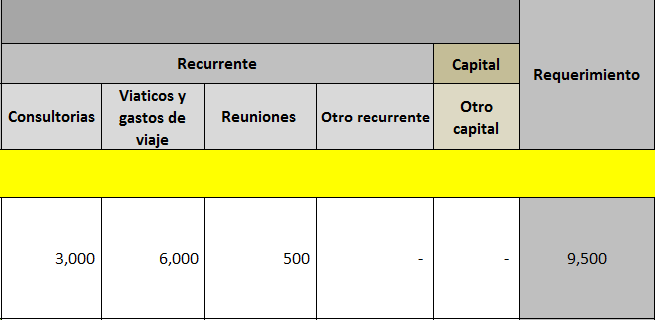 Recurrente
Capital
Requerimiento
Consultorias
Viaticos y
gastos de
viaje
Reuniones
Otro recurrente
Otro
capital
3,000
6,000
500
-
-
9,500